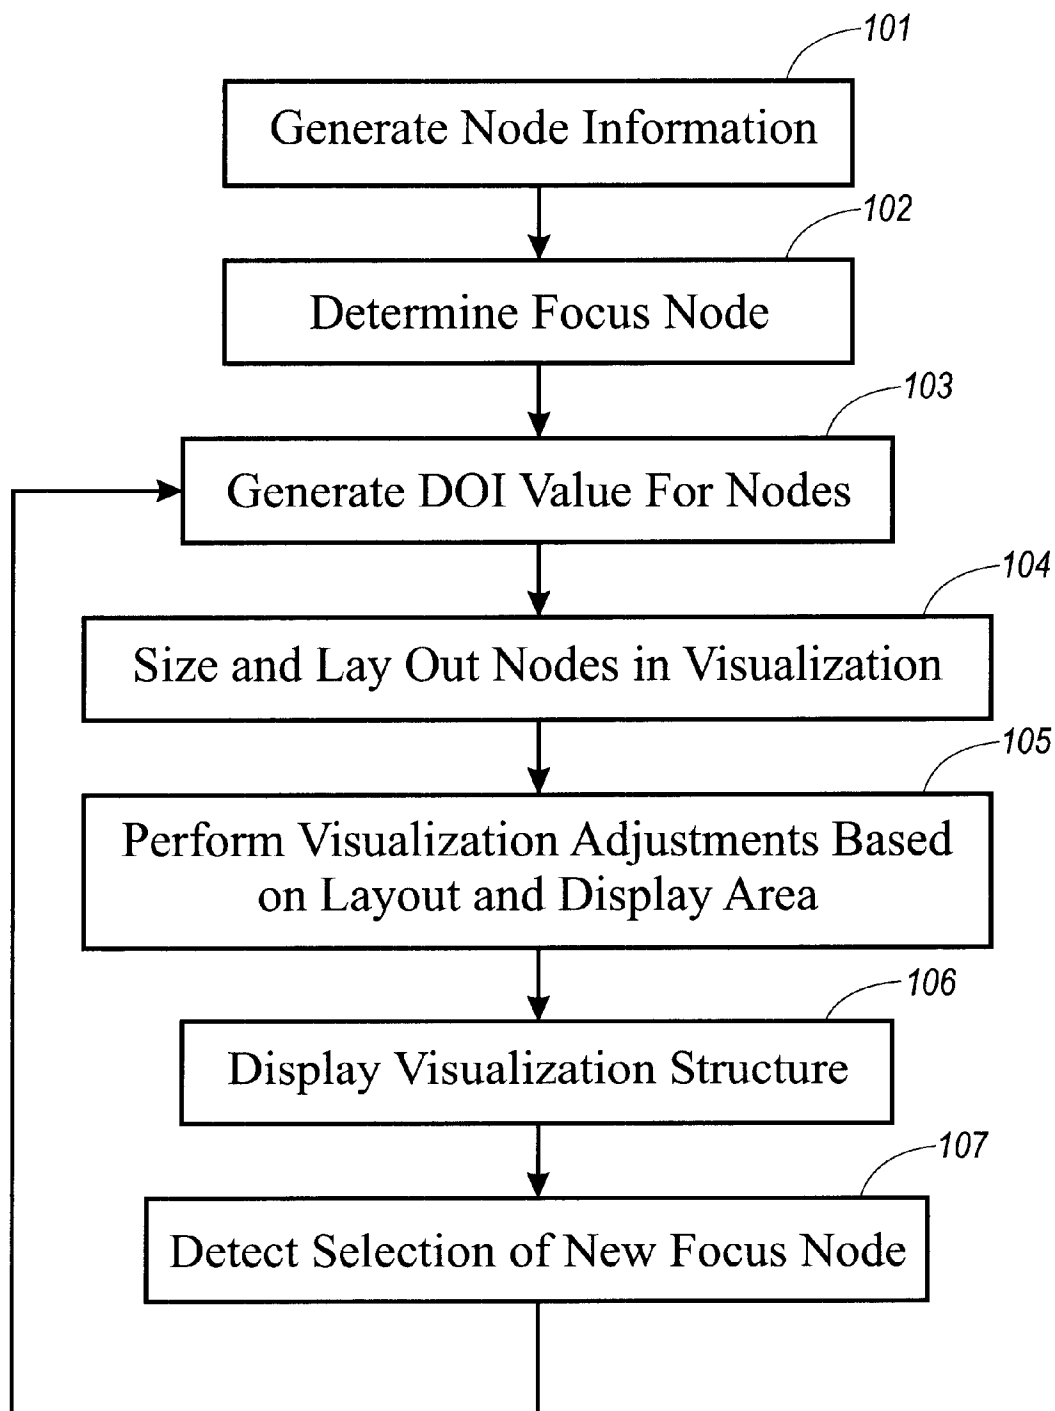 101
Generate Node Information
102
Determine Focus Node
103
Generate DOI Value For Nodes
104
Size and Lay Out Nodes in Visualization
105
Perform Visualization Adjustments Based
on Layout and Display Area
106
Display Visualization Structure
107
Detect Selection of New Focus Node